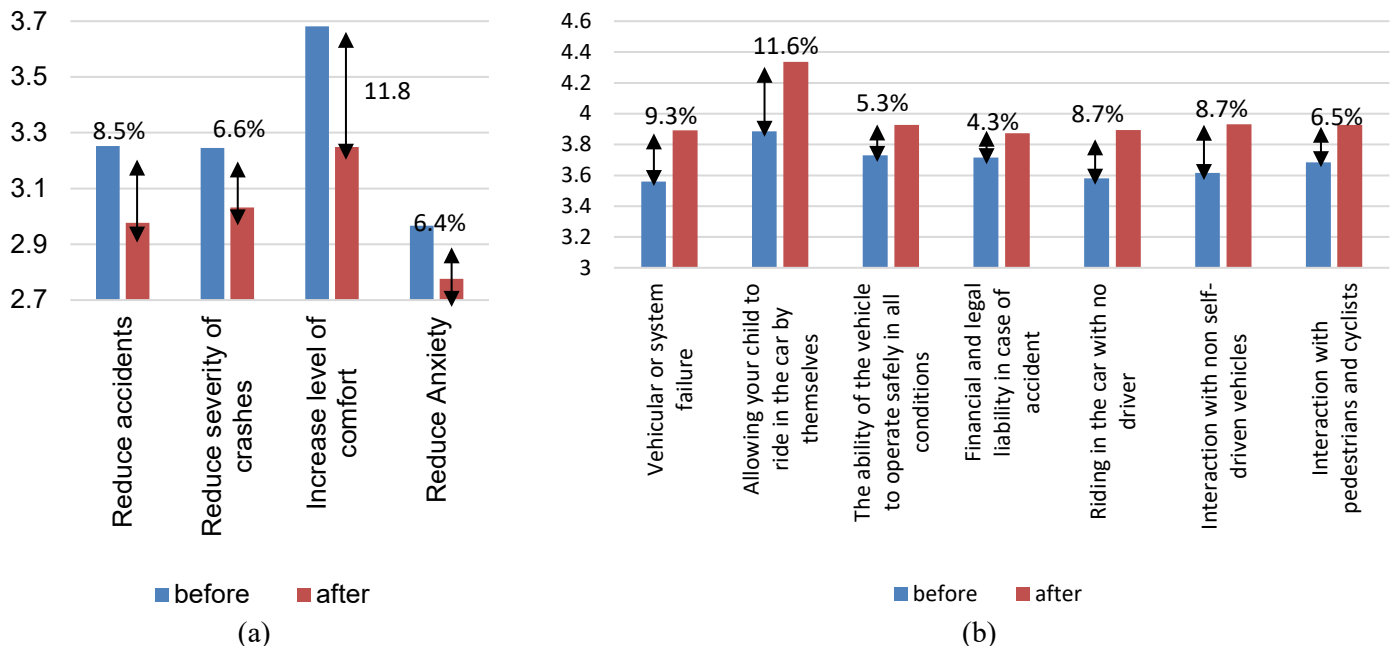 3.7
3.5
3.3
3.1
2.9
2.7
8.5%
6.6%
11.8
6.4%
Reduce accidents
Reduce severity of
crashes
Increase level of
comfort
Reduce Anxiety
before
after
(a)
4.6
4.4
4.2
4
3.8
3.6
3.4
3.2
3
9.3%
11.6%
5.3%
4.3%
8.7%
8.7%
6.5%
Vehicular or system
failure
Allowing your child to
ride in the car by
themselves
The ability of the vehicle
to operate safely in all
conditions
Financial and legal
liability in case of
accident
Riding in the car with no
driver
Interaction with non self-
driven vehicles
Interaction with
pedestrians and cyclists
before
after
(b)